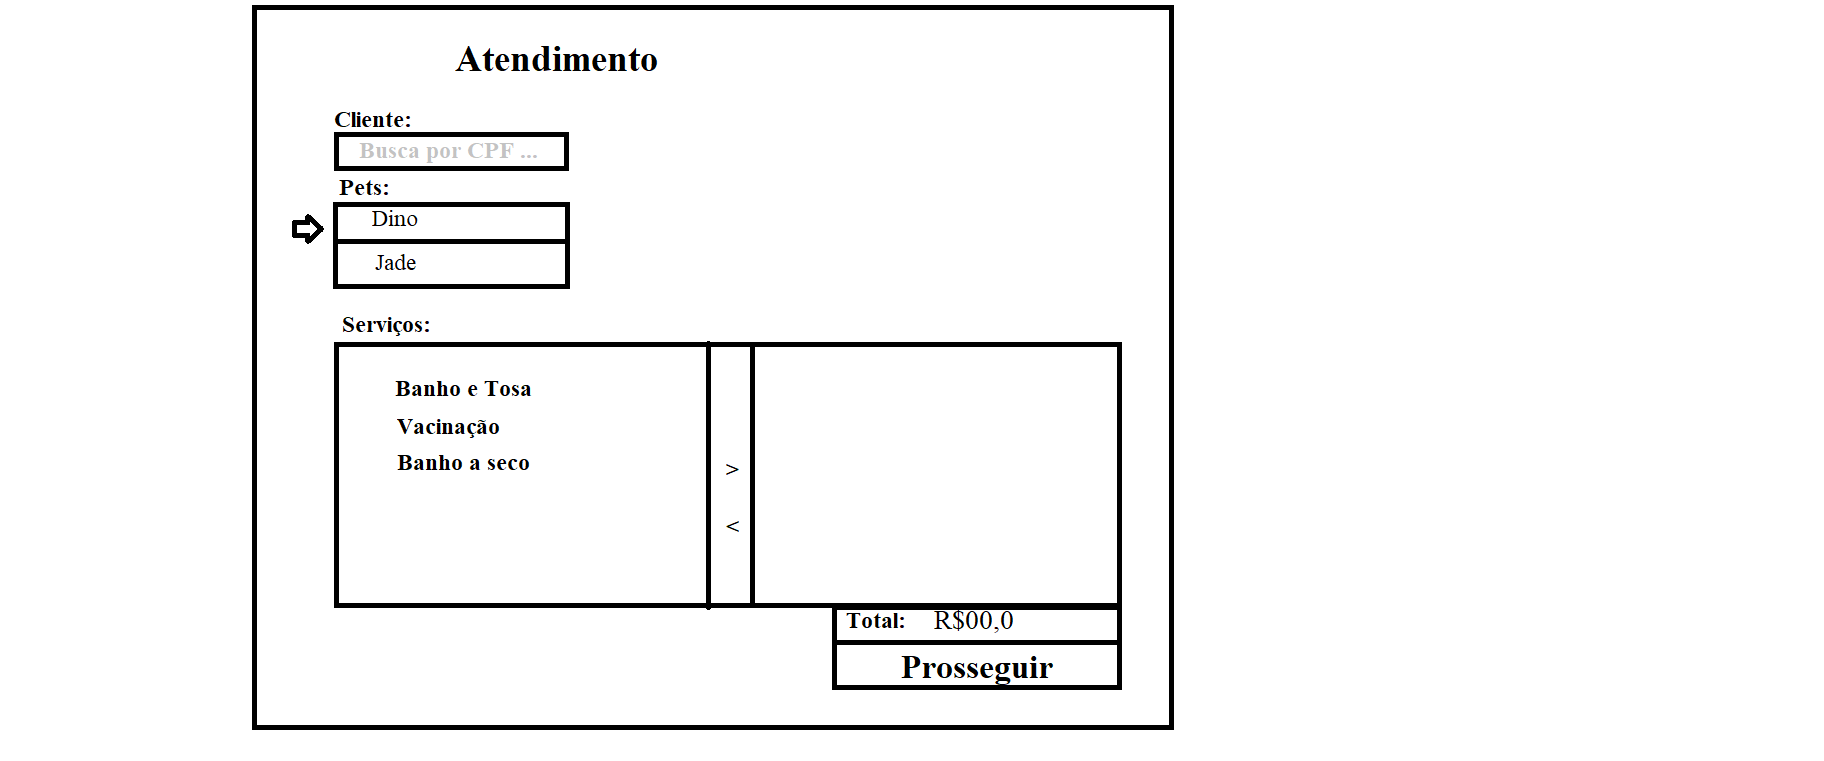 Atendimento
Cliente:
Busca por CPF ...
Pets:
Dino
Jade
Serviços:
Banho e Tosa
Vacinação
Banho a seco
>
<
Total: R$00,0
Prosseguir